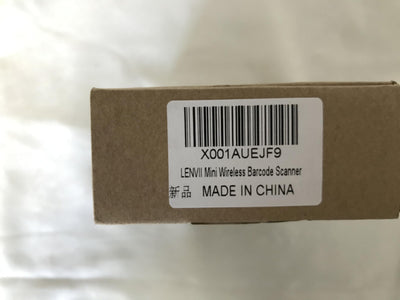 X001AUEJF9
LENVII Mini Wireless Barcode Scanner
新品 MADE IN CHINA